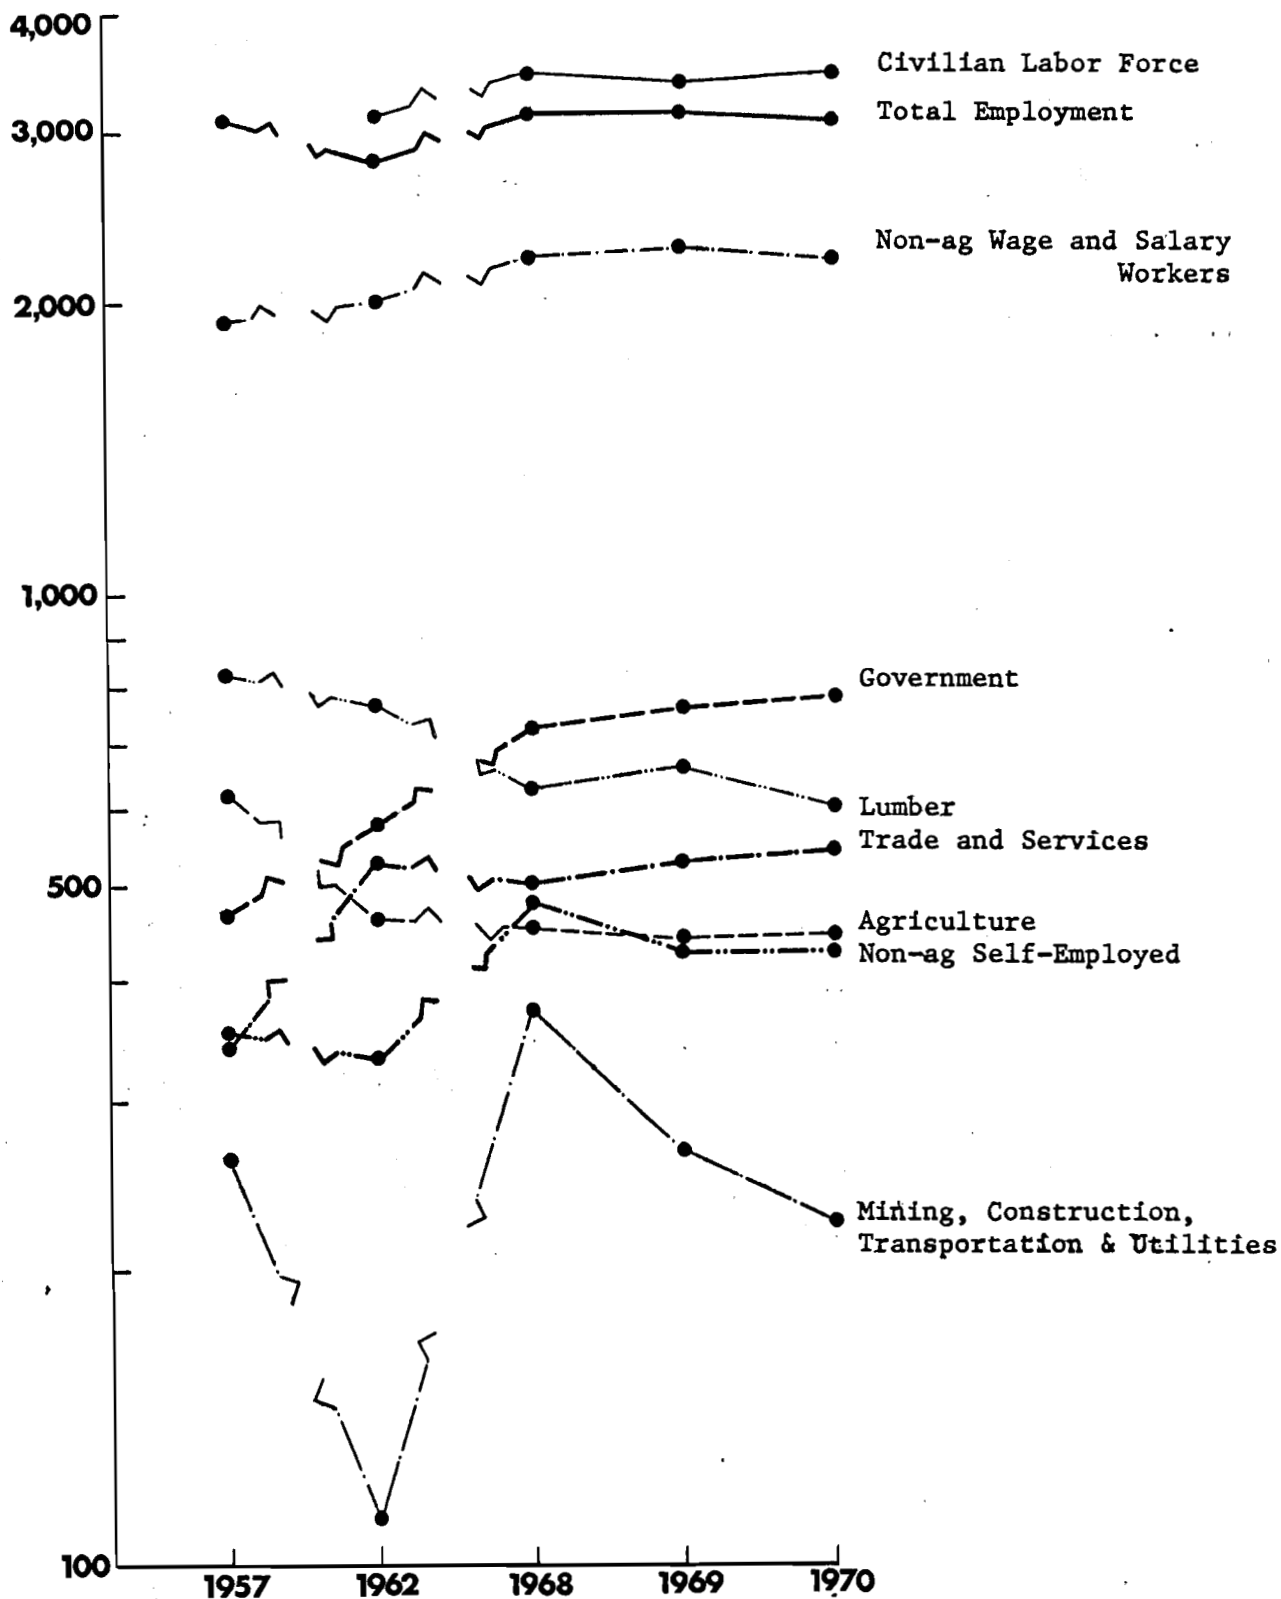 4,000
Civilian Labor Force
Total Employment
3,000
Non-ag Wage and Salary
Workers
2,000
1,000
Government
Lumber
Trade and Services
500
Agriculture
Non-ag Self-Employed
Mining, Construction,
Transportation & Utilities
100
1957 1962 1968 1969 1970